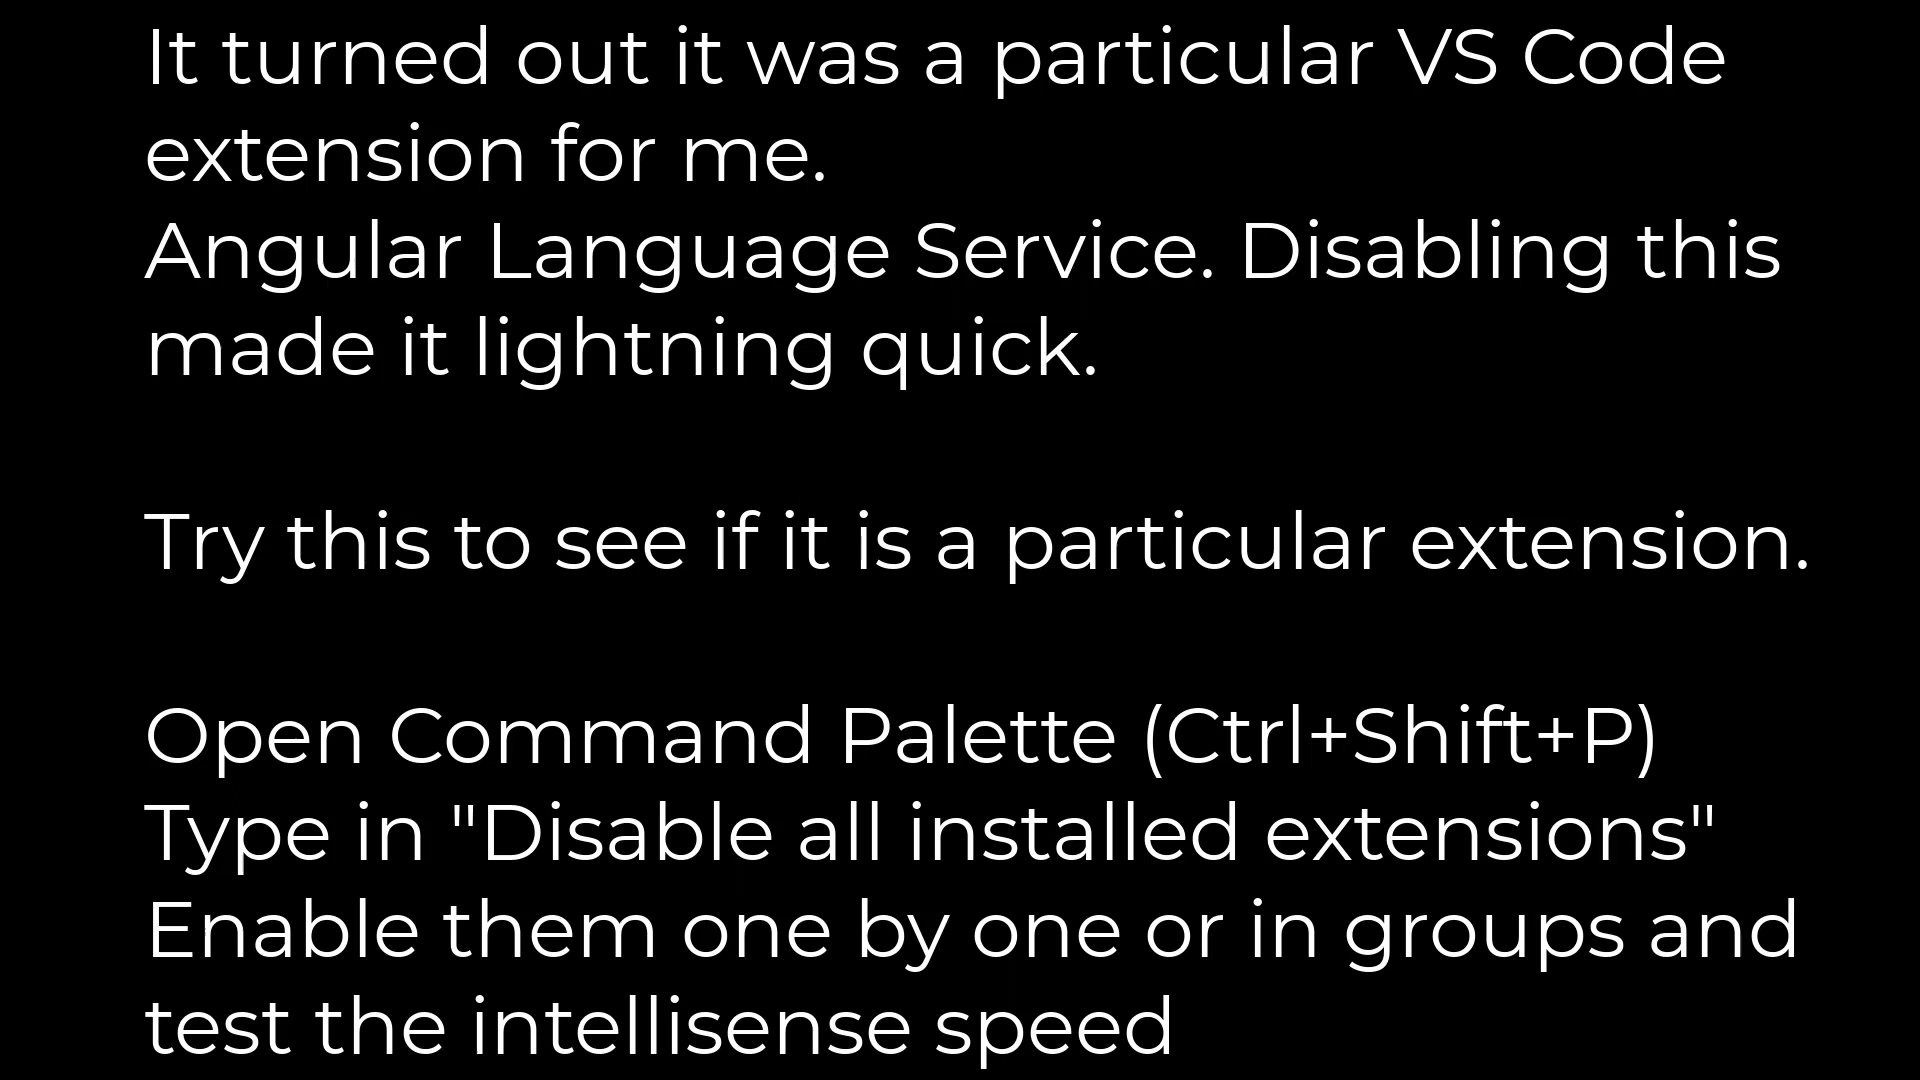 It turned out it was a particular VS Code
extension for me.
Angular Language Service. Disabling this
made it lightning quick.
Try this to see if it is a particular extension.
Open Command Palette (Ctrl+Shift+P)
Type in "Disable all installed extensions"
Enable them one by one or in groups and
test the intellisense speed